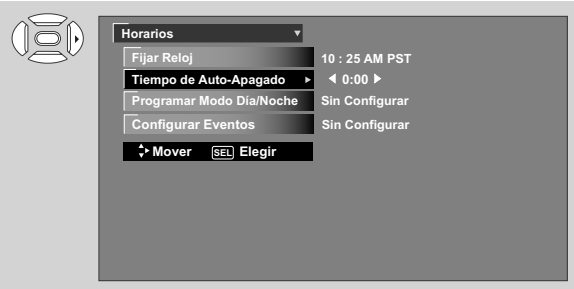 Horarios
Fijar Reloj 10 : 25 AM PST
Tiempo de Auto-Apagado 0:00
Programar Modo Día/Noche Sin Configurar
Configurar Eventos Sin Configurar
Mover SEL Elegir